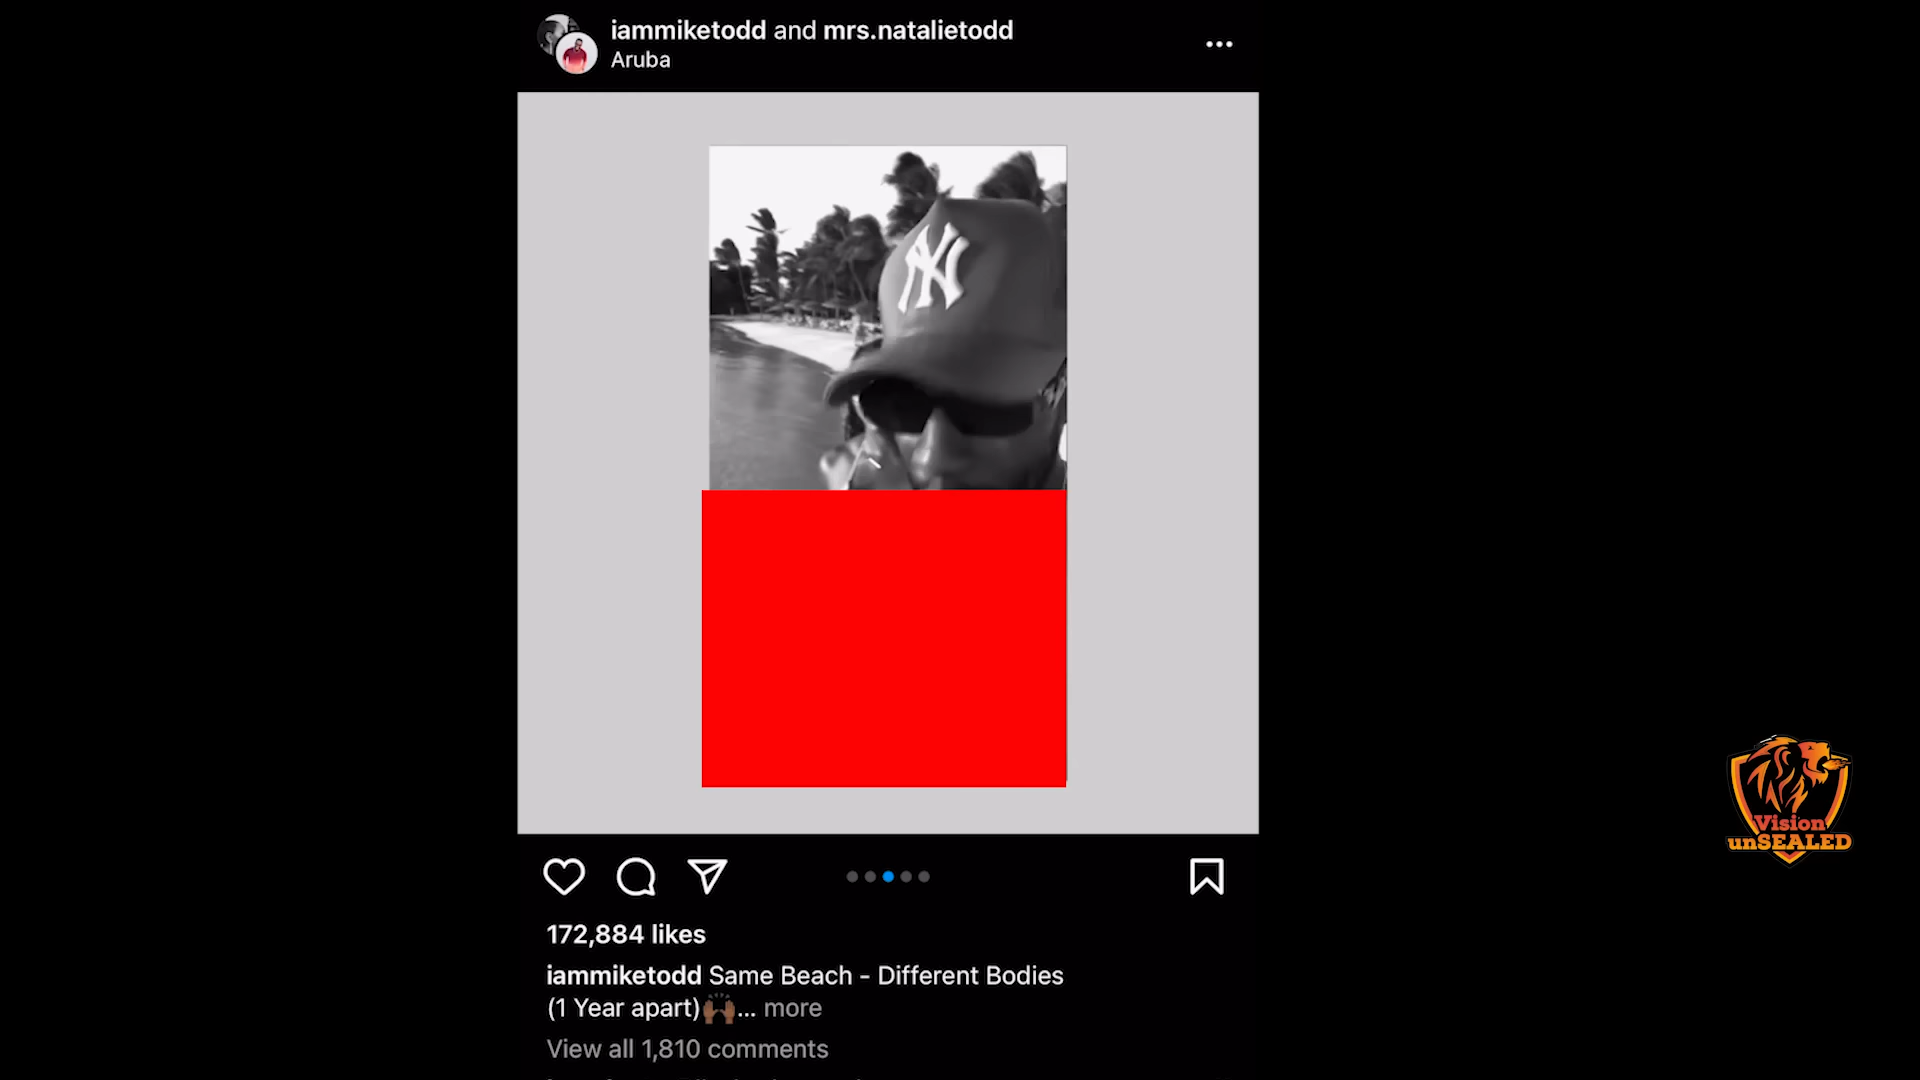 iammiketodd and mrs.natalietodd
Aruba
NY
172,884 likes
iammiketodd Same Beach - Different Bodies
(1 Year apart)🙌🏾... more
View all 1,810 comments
Vision
unSEALED